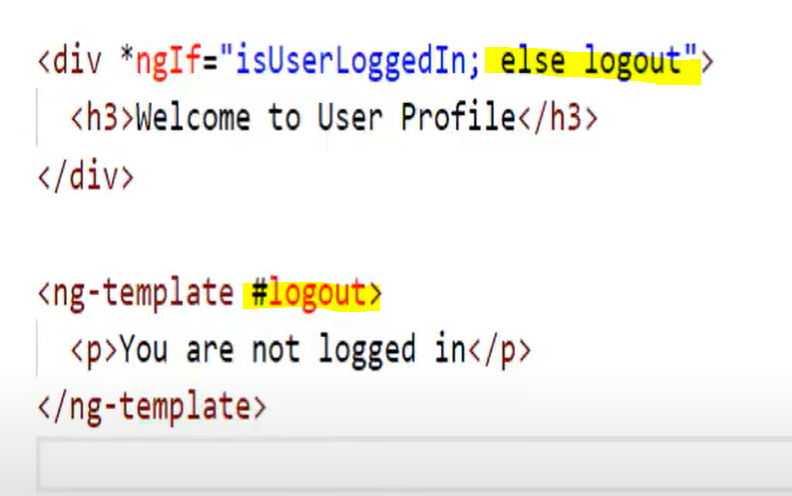 <div *ngIf="isUserLoggedIn; else logout">
<h3>Welcome to User Profile</h3>
</div>
<ng-template #logout>
<p>You are not logged in</p>
</ng-template>